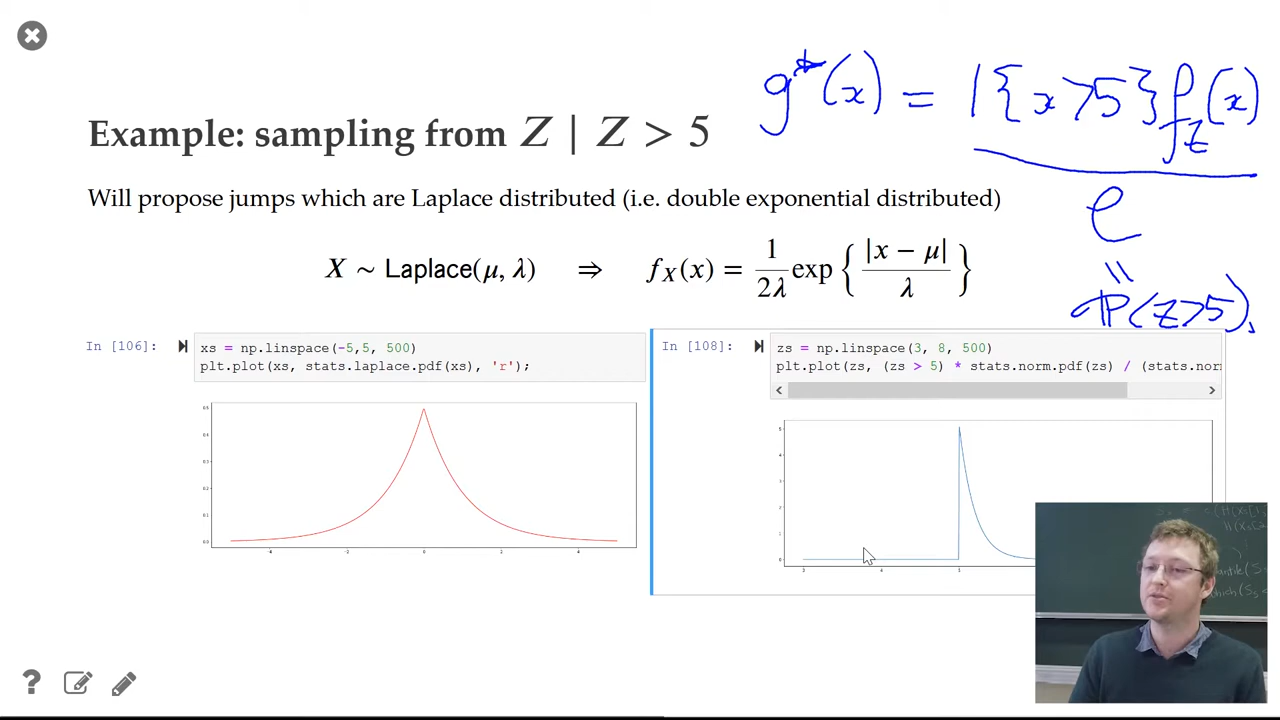 g*(x) = 1{x>5} f_Z(x)
ℓ
=
ℙ(Z>5).
Example: sampling from Z | Z > 5
Will propose jumps which are Laplace distributed (i.e. double exponential distributed)
X ∼ Laplace(μ, λ) ⇒ f_X(x) = 1/2λ exp { |x − μ|/λ }
In [106]:
xs = np.linspace(-5,5, 500)
plt.plot(xs, stats.laplace.pdf(xs), 'r');
In [108]:
zs = np.linspace(3, 8, 500)
plt.plot(zs, (zs > 5) * stats.norm.pdf(zs) / (stats.nor
?